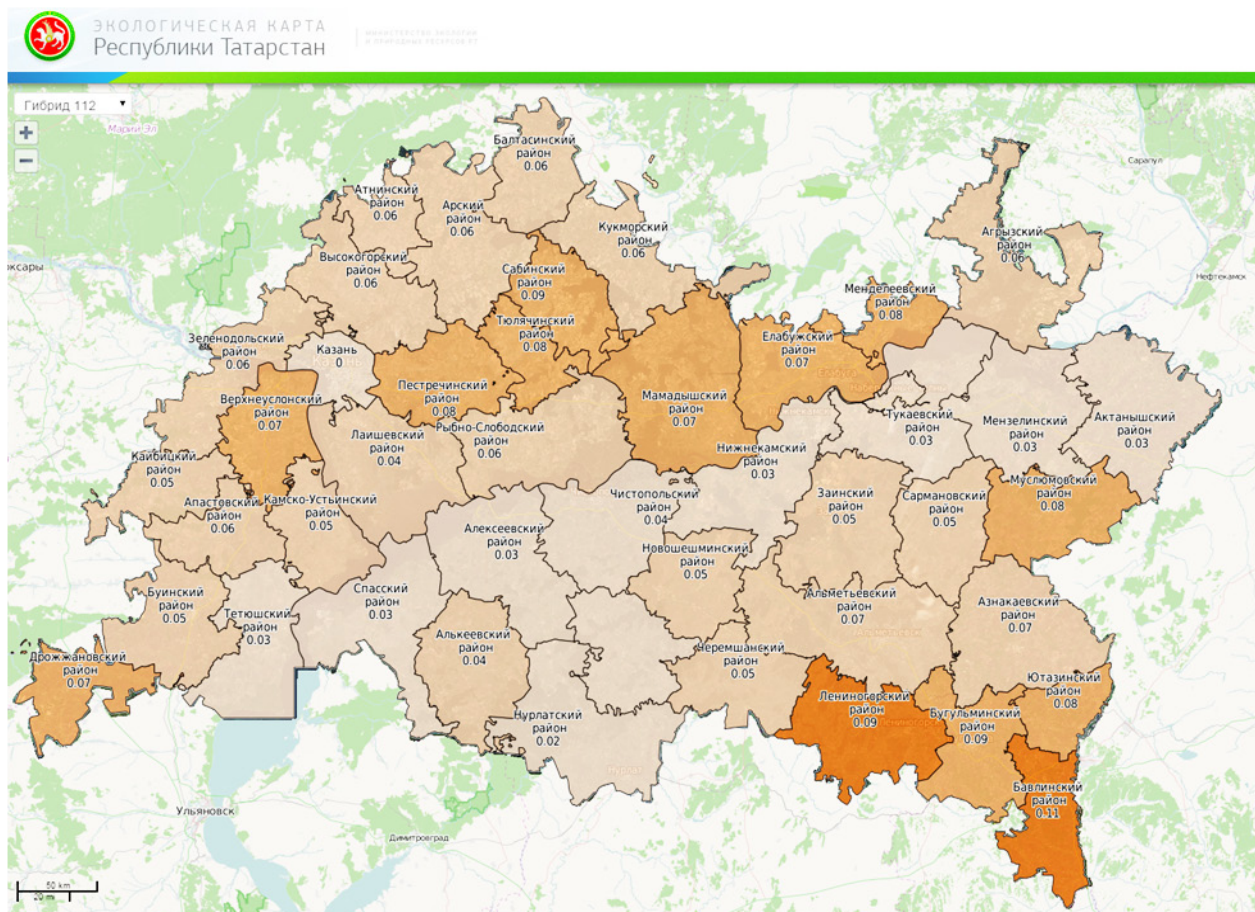 ЭКОЛОГИЧЕСКАЯ КАРТА
Республики Татарстан
МИНИСТЕРСТВО ЭКОЛОГИИ
И ПРИРОДНЫХ РЕСУРСОВ РТ
Гибрид 112
Марий Эл
Балтасинский
район
0.06
Сарапул
Атнинский
район
0.06
Арский
район
0.06
Кукморский
район
0.06
Агрызский
район
0.06
Высокогорский
район
0.06
оксары
Сабинский
район
0.09
Нефтекамск
Менделеевский
район
0.08
Тюлячинский
район
0.08
Зеленодольский
район
0.06
Казань
0
Елабужский
район
0.07
Елабуга
Пестречинский
район
0.08
Мамадышский
район
0.07
Верхнеуслонский
район
0.07
Тукаевский
район
0.03
Мензелинский
район
0.03
Актанышский
район
0.03
Лаишевский
район
0.04
Рыбно-Слободский
район
0.06
Нижнекамский
район
0.03
Кайбицкий
район
0.05
Муслюмовский
район
0.08
Апастовский
район
0.06
Камско-Устьинский
район
0.05
Чистопольский
район
0.04
Заинский
район
0.05
Сармановский
район
0.05
Алексеевский
район
0.03
Новошешминский
район
0.05
Буинский
район
0.05
Спасский
район
0.03
Альметьевский
район
0.07
Азнакаевский
район
0.07
Тетюшский
район
0.03
Алькеевский
район
0.04
Черемшанский
район
0.05
Дрожжановский
район
0.07
Ютазинский
район
0.08
Лениногорский
район
0.09
Бугульминский
район
0.09
Нурлатский
район
0.02
Бавлинский
район
0.11
Ульяновск
Димитровград
50 km
20 mi